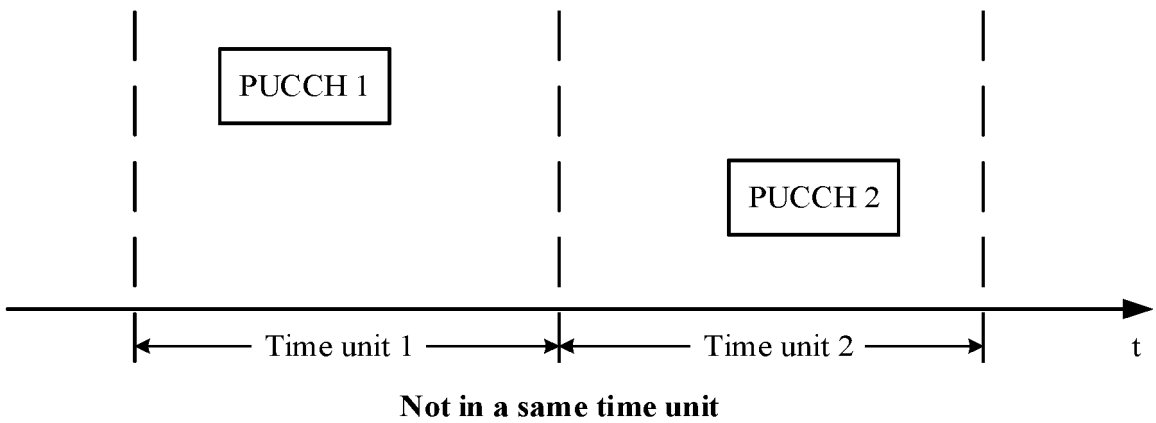 PUCCH 1
PUCCH 2
Time unit 1
Time unit 2
t
Not in a same time unit